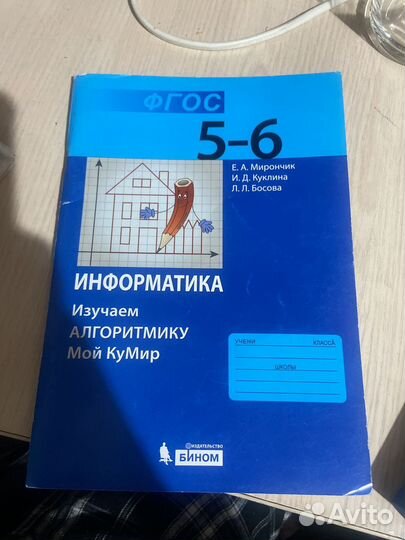 ФГОС
5-6
Е. А. Мирончик
И. Д. Куклина
Л. Л. Босова
ИНФОРМАТИКА
Изучаем
АЛГОРИТМИКУ
Мой КуМир
УЧЕНИ КЛАССА
ШКОЛЫ
ИЗДАТЕЛЬСТВО
БИНОМ
Avito